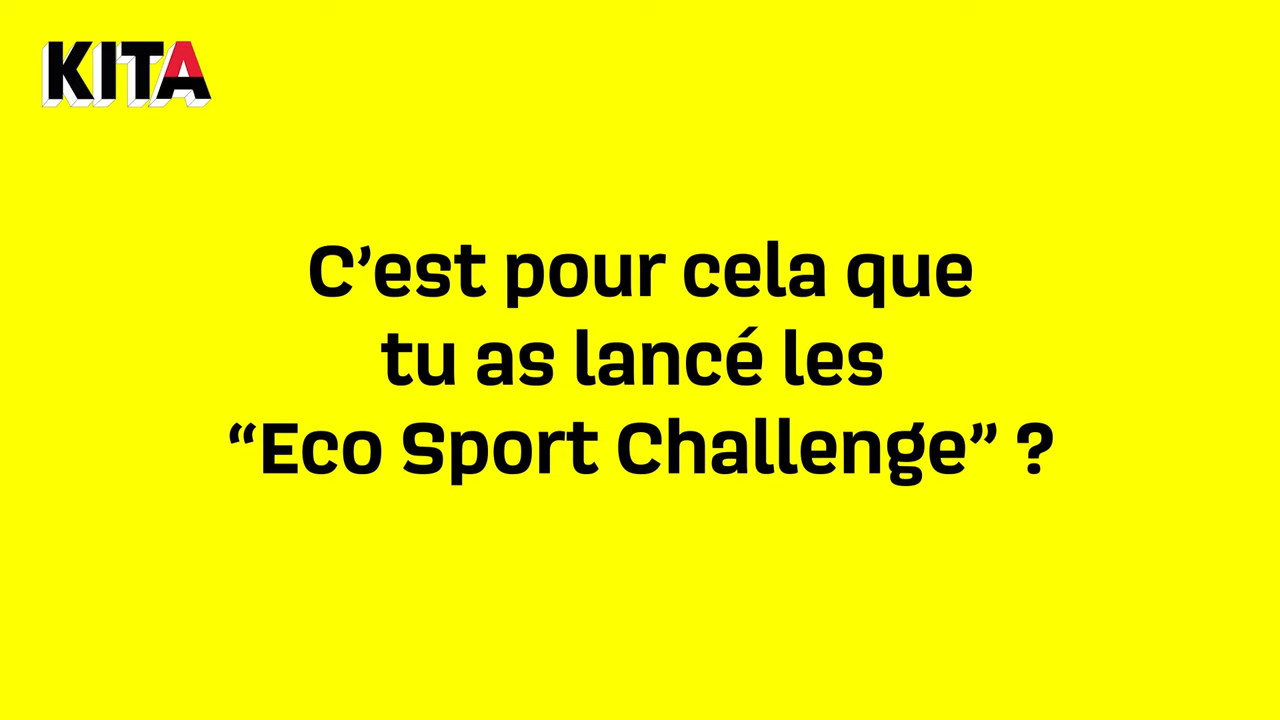 KITA
C’est pour cela que
tu as lancé les
“Eco Sport Challenge” ?